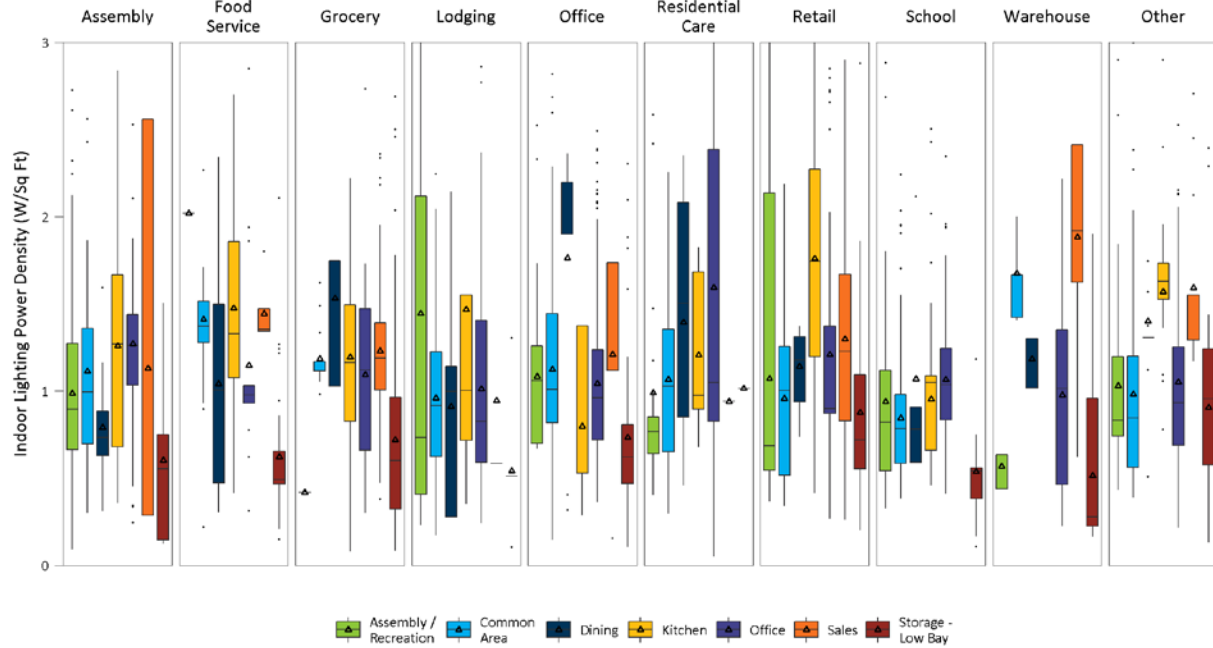 Assembly
Food
Service
Grocery
Lodging
Office
Residential
Care
Retail
School
Warehouse
Other
Indoor Lighting Power Density (W/Sq Ft)
3
2
1
0
Assembly /
Recreation
Common
Area
Dining
Kitchen
Office
Sales
Storage -
Low Bay